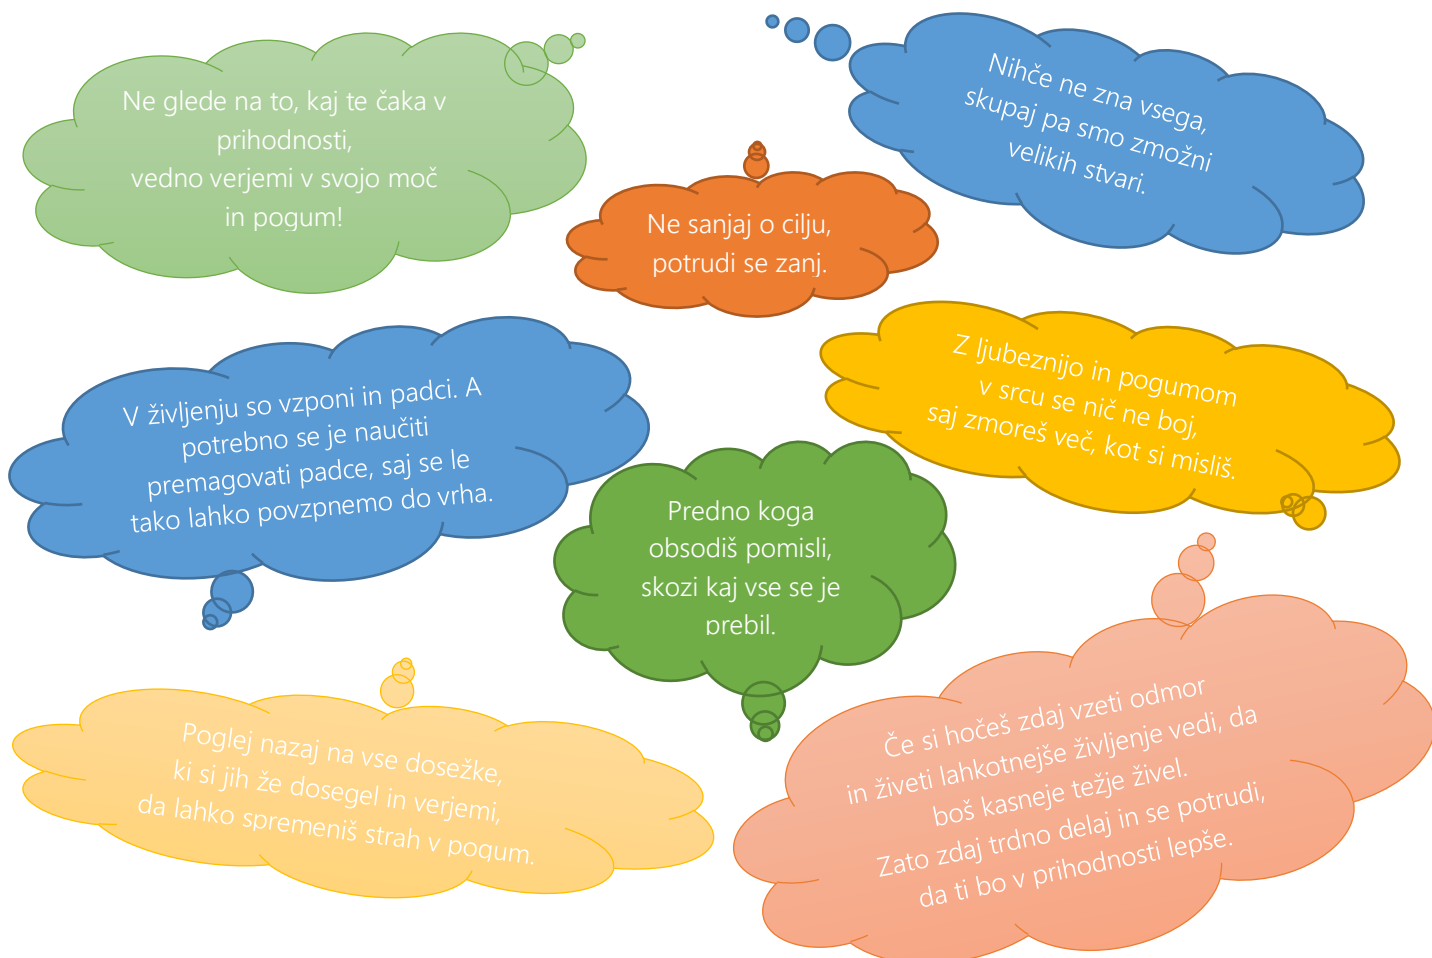 Ne glede na to, kaj te čaka v
prihodnosti,
vedno verjemi v svojo moč
in pogum!
Nihče ne zna vsega,
skupaj pa smo zmožni
velikih stvari.
Ne sanjaj o cilju,
potrudi se zanj.
V življenju so vzponi in padci. A
potrebno se je naučiti
premagovati padce, saj se le
tako lahko povzpnemo do vrha.
Z ljubeznijo in pogumom
v srcu se nič ne boj,
saj zmoreš več, kot si misliš.
Predno koga
obsodiš pomisli,
skozi kaj vse se je
prebil.
Poglej nazaj na vse dosežke,
ki si jih že dosegel in verjemi,
da lahko spremeniš strah v pogum.
Če si hočeš zdaj vzeti odmor
in živeti lahkotnejše življenje vedi, da
boš kasneje težje živel.
Zato zdaj trdno delaj in se potrudi,
da ti bo v prihodnosti lepše.